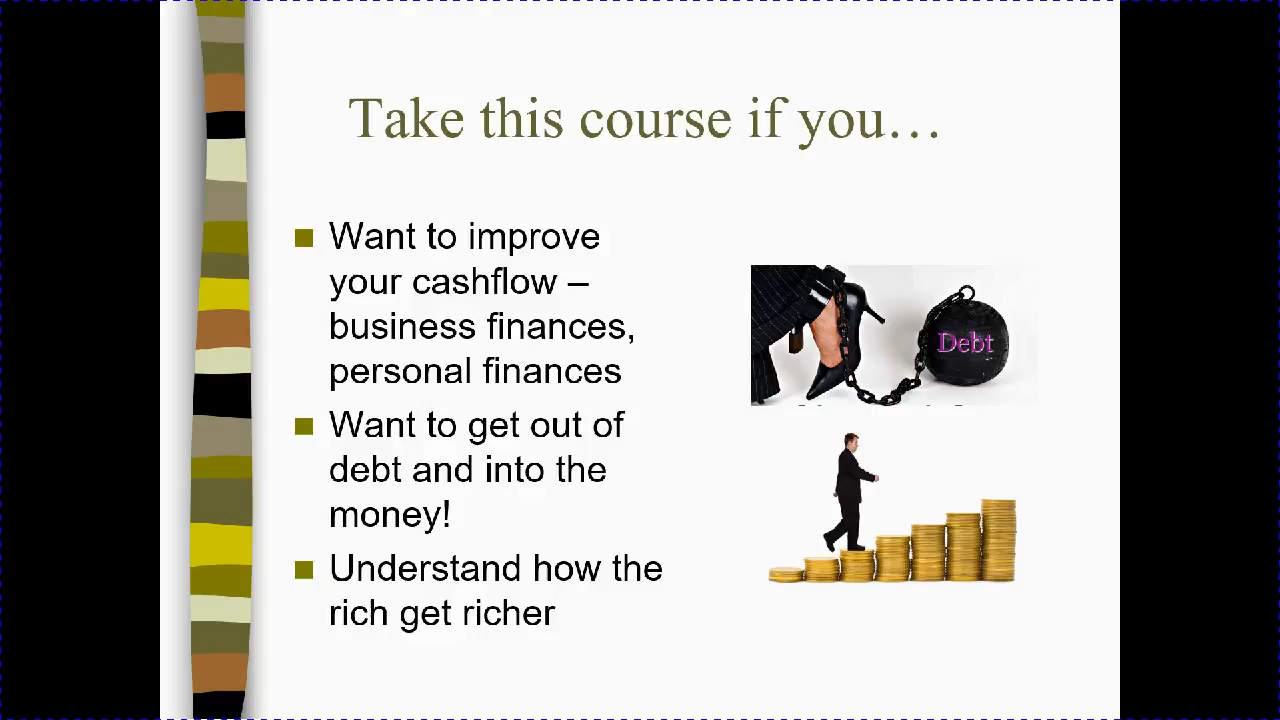 Take this course if you…
Want to improve
your cashflow –
business finances,
personal finances
Want to get out of
debt and into the
money!
Understand how the
rich get richer
Debt